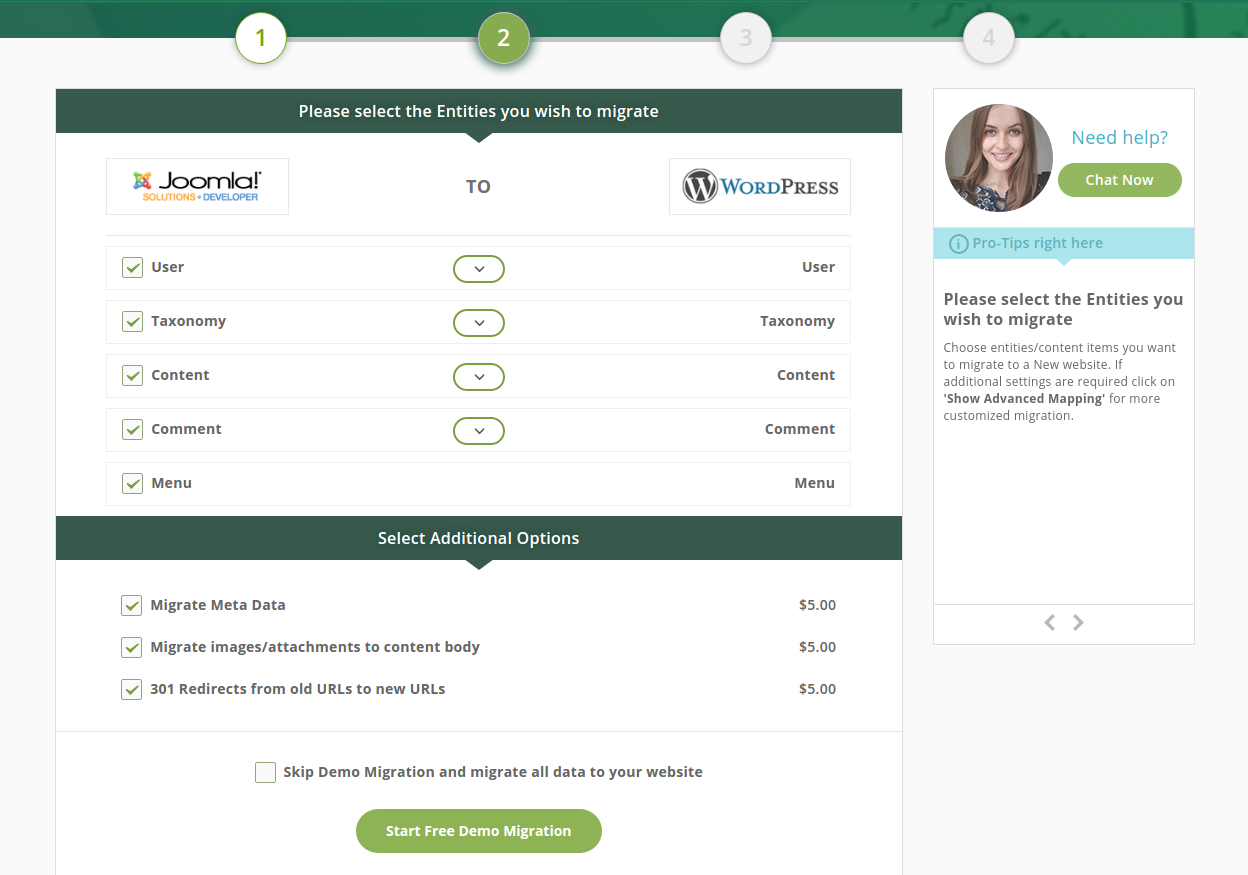 1
2
3
4
Please select the Entities you wish to migrate
Joomla!
SOLUTIONS • DEVELOPER
TO
WORDPRESS
User
User
Taxonomy
Taxonomy
Content
Content
Comment
Comment
Menu
Menu
Select Additional Options
Migrate Meta Data
$5.00
Migrate images/attachments to content body
$5.00
301 Redirects from old URLs to new URLs
$5.00
Skip Demo Migration and migrate all data to your website
Start Free Demo Migration
Need help?
Chat Now
Pro-Tips right here
Please select the Entities you
wish to migrate
Choose entities/content items you want
to migrate to a New website. If
additional settings are required click on
'Show Advanced Mapping' for more
customized migration.